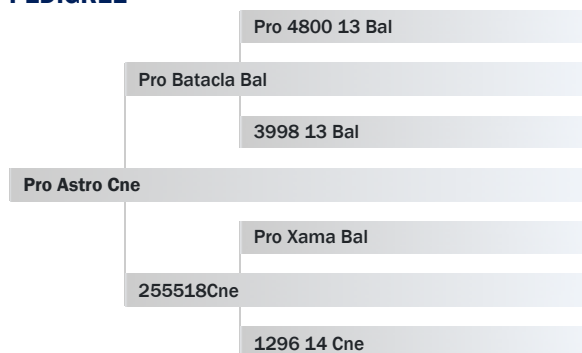 PEDIGREE
Pro 4800 13 Bal
Pro Batacla Bal
3998 13 Bal
Pro Astro Cne
Pro Xama Bal
255518Cne
1296 14 Cne